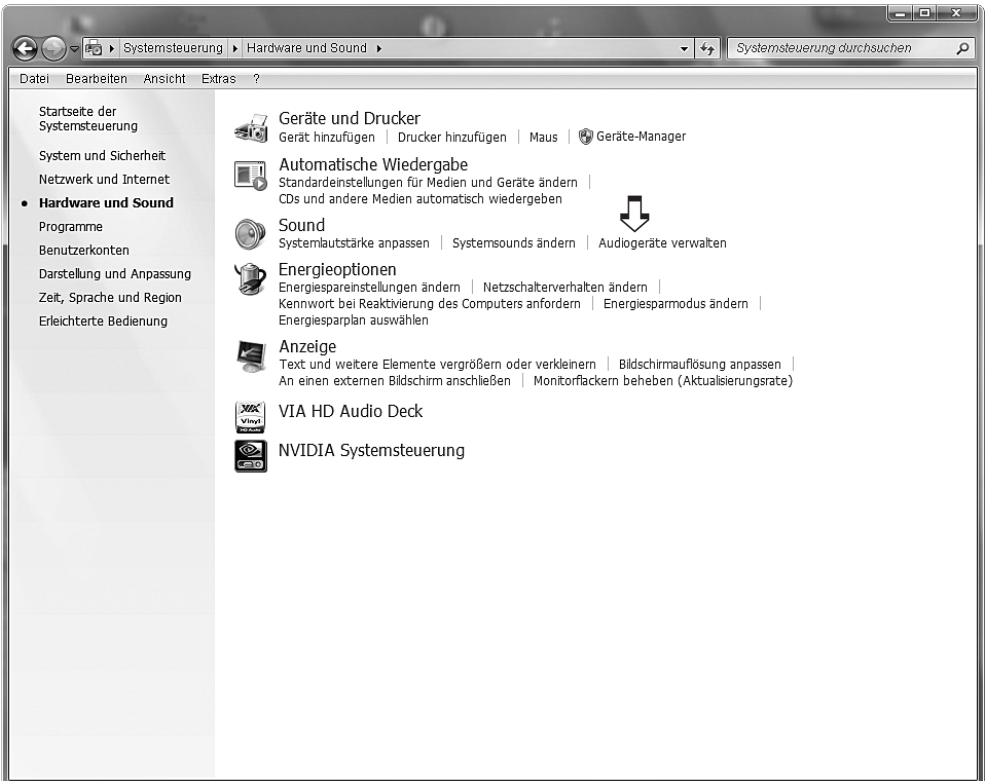 Systemsteuerung Hardware und Sound Systemsteuerung durchsuchen
Datei Bearbeiten Ansicht Extras ?
Startseite der
Systemsteuerung
System und Sicherheit
Netzwerk und Internet
Hardware und Sound
Programme
Benutzerkonten
Darstellung und Anpassung
Zeit, Sprache und Region
Erleichterte Bedienung
Geräte und Drucker
Gerät hinzufügen | Drucker hinzufügen | Maus | Geräte-Manager
Automatische Wiedergabe
Standardeinstellungen für Medien und Geräte ändern |
CDs und andere Medien automatisch wiedergeben
Sound
Systemlautstärke anpassen | Systemsounds ändern | Audiogeräte verwalten
Energieoptionen
Energiespareinstellungen ändern | Netzschalterverhalten ändern |
Kennwort bei Reaktivierung des Computers anfordern | Energiesparmodus ändern |
Energiesparplan auswählen
Anzeige
Text und weitere Elemente vergrößern oder verkleinern | Bildschirmauflösung anpassen |
An einen externen Bildschirm anschließen | Monitorflackern beheben (Aktualisierungsrate)
VIA
Vinyl
HD Audio
VIA HD Audio Deck
NVIDIA Systemsteuerung